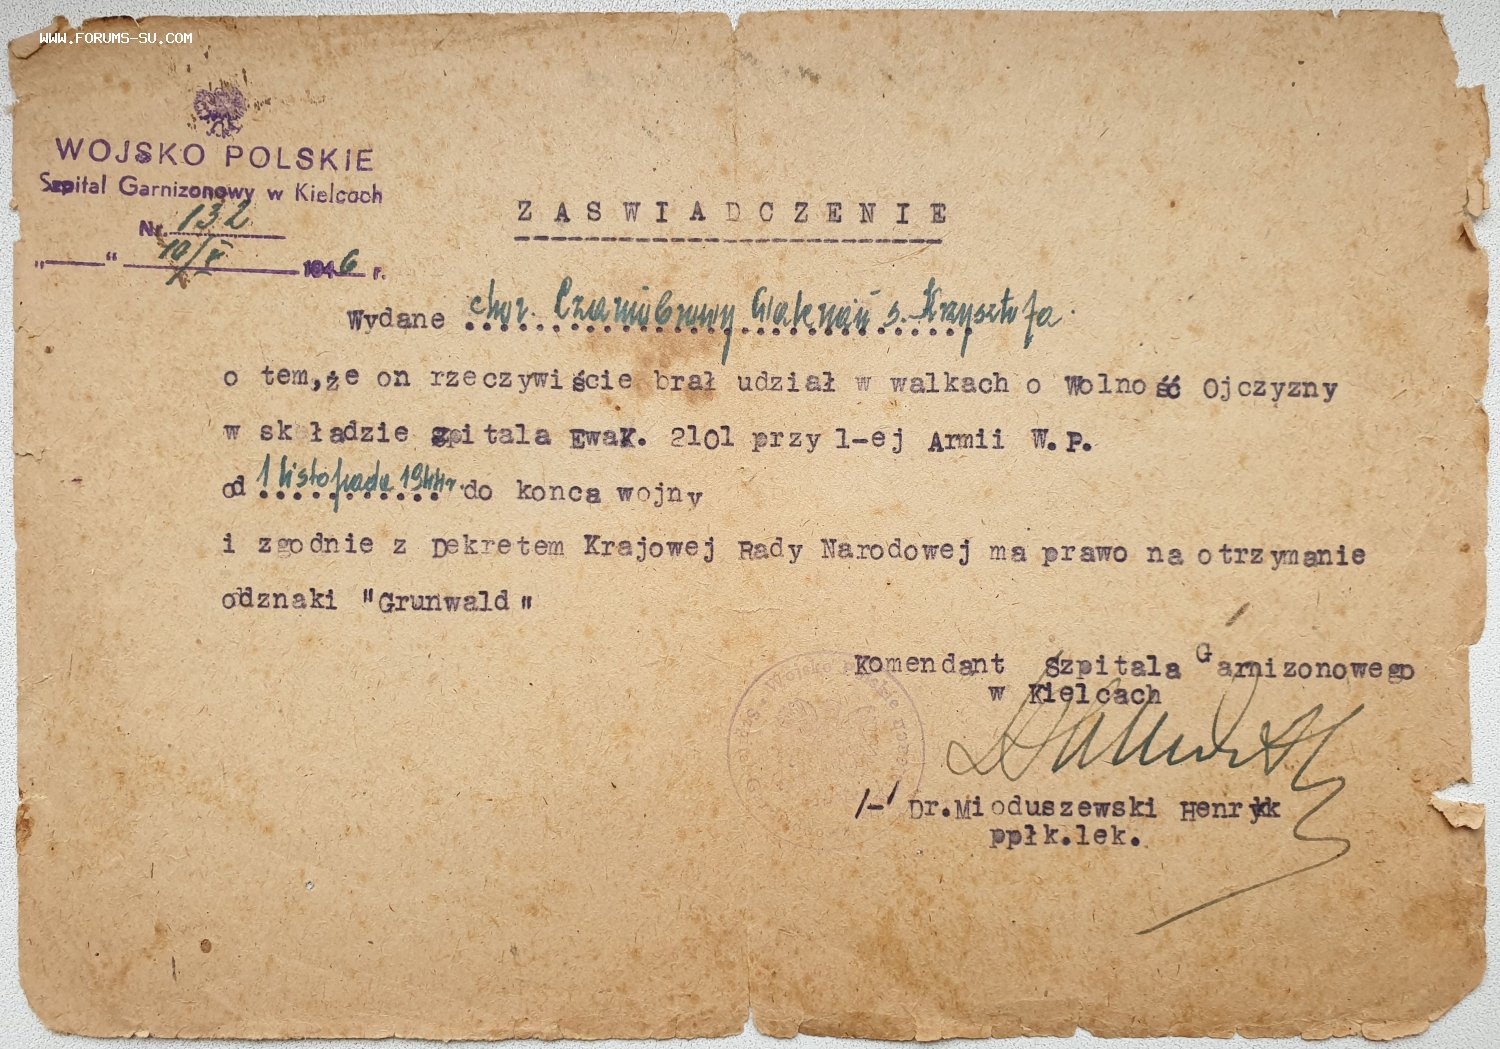 WWW.FORUMS-SU.COM
WOJSKO POLSKIE
Szpital Garnizonowy w Kielcach
Nr. 132
„ “ 10/V 1946 r.
ZASWIADCZENIE
Wydane chor. s. Krzysztofa.
o tem, że on rzeczywiście brał udział w walkach o Wolność Ojczyzny
w składzie szpitala EwaK. 2101 przy 1-ej Armii W.P.
od 1 listopada 1944r. do konca wojny
i zgodnie z Dekretem Krajowej Rady Narodowej ma prawo na otrzymanie
odznaki "Grunwald"
Komendant Szpitala Garnizonowego
w Kielcach
/-/ Dr.Mioduszewski Henryk
ppłk.lek.